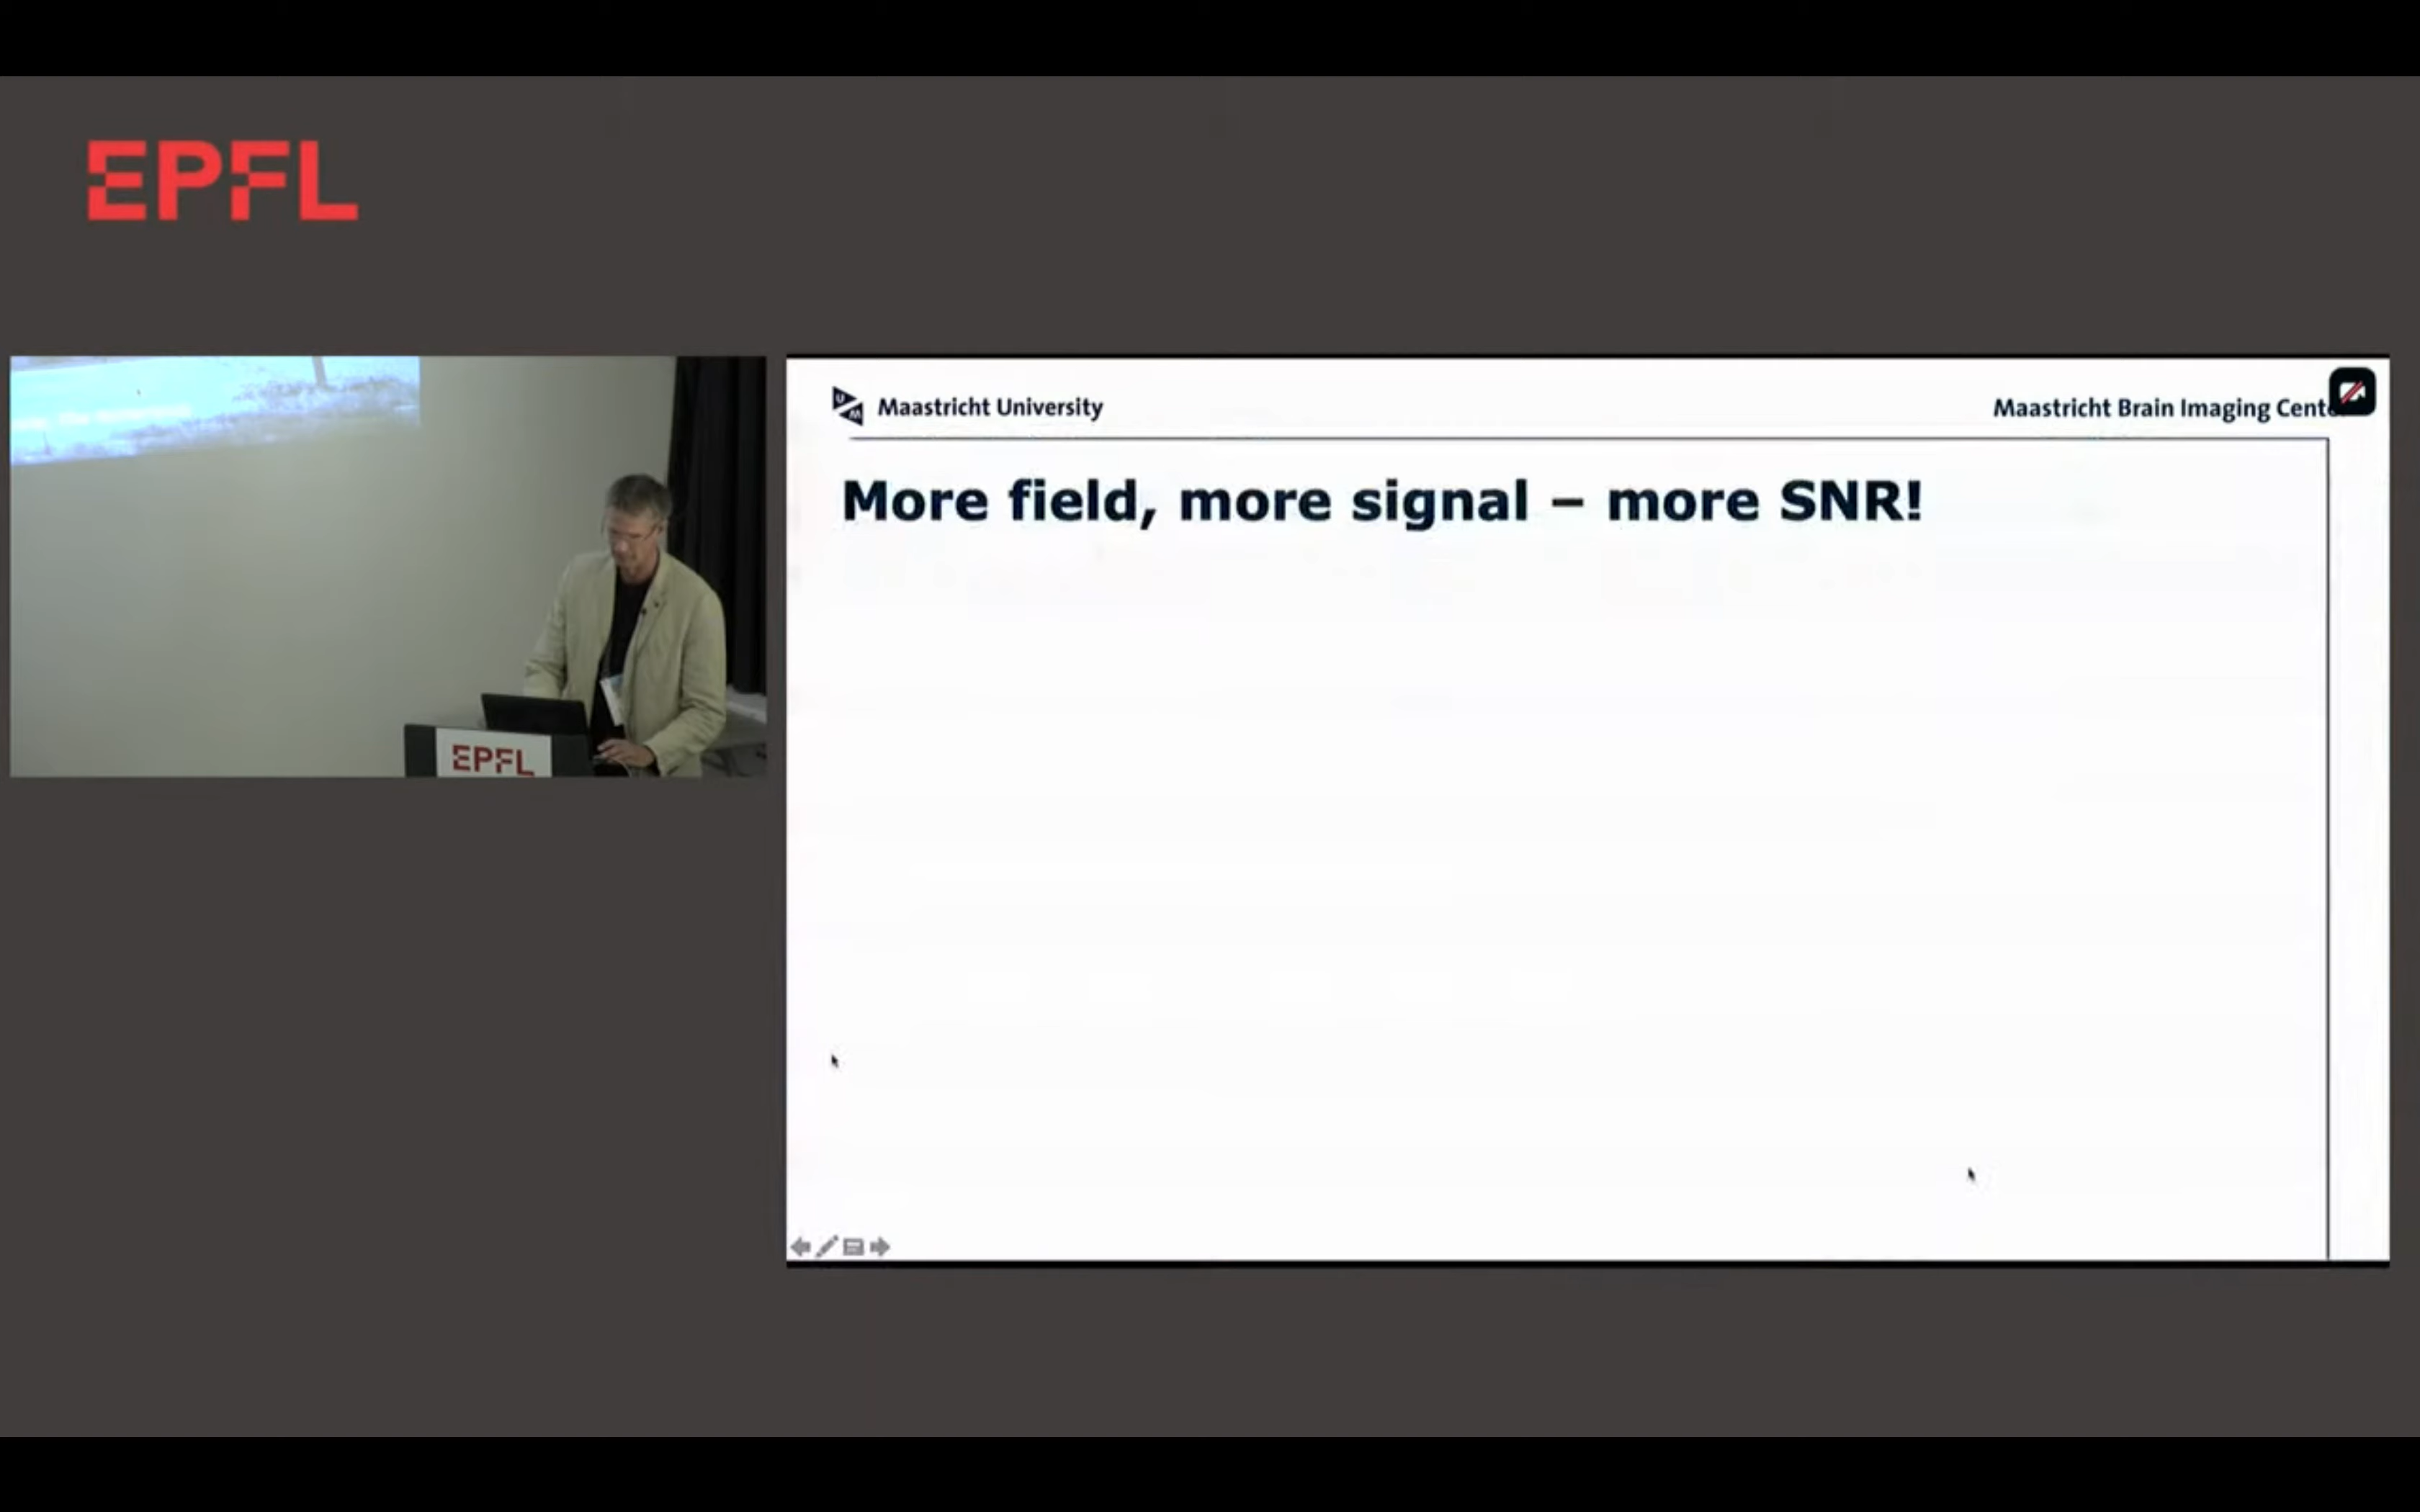 EPFL
Maastricht University
Maastricht Brain Imaging Cent
More field, more signal – more SNR!
EPFL